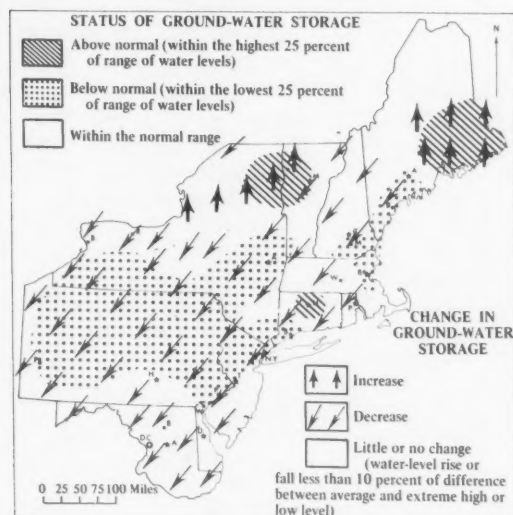 STATUS OF GROUND-WATER STORAGE
Above normal (within the highest 25 percent
of range of water levels)
Below normal (within the lowest 25 percent
of range of water levels)
Within the normal range
N
CHANGE IN
GROUND-WATER
STORAGE
Increase
Decrease
Little or no change
(water-level rise or
fall less than 10 percent of difference
between average and extreme high or
low level)
0 25 50 75 100 Miles